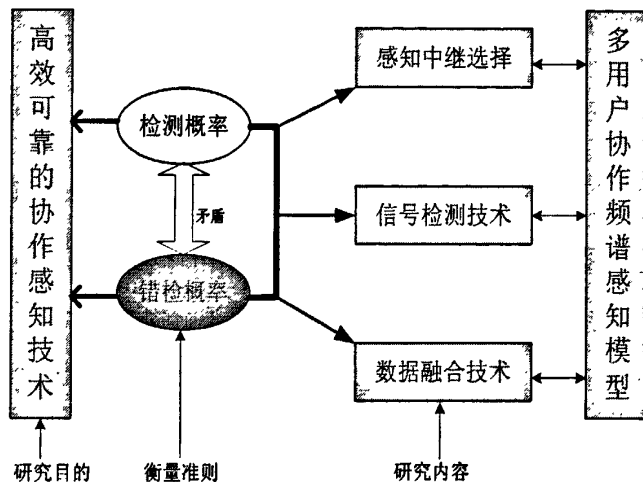 高效可靠的协作感知技术
检测概率
矛盾
错检概率
感知中继选择
信号检测技术
数据融合技术
多用户协作频谱感知模型
研究目的
衡量准则
研究内容